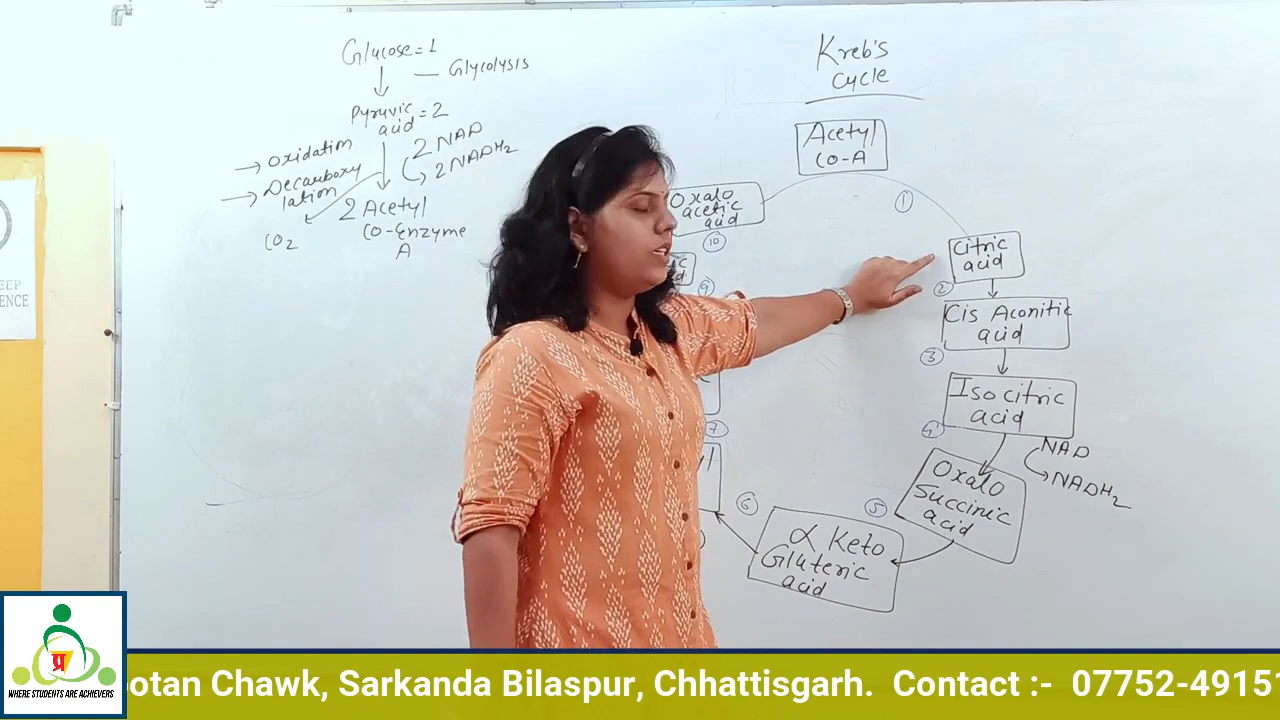 Glucose = 1
Glycolysis
Pyruvic
acid = 2
→ Oxidation
→ Decarboxy
lation
CO2
2 NAD
2 NADH2
2 Acetyl
CO-Enzyme
A
Kreb's
cycle
Acetyl
CO-A
1
Oxalo
acetic
acid
10
9
7
Citric
acid
2
Cis Aconitic
acid
3
Isocitric
acid
4
NAD
NADH2
Oxalo
Succinic
acid
5
α Keto
Gluteric
acid
6
EEP
ENCE
प्र
WHERE STUDENTS ARE ACHIEVERS
otan Chawk, Sarkanda Bilaspur, Chhattisgarh. Contact :- 07752-49151